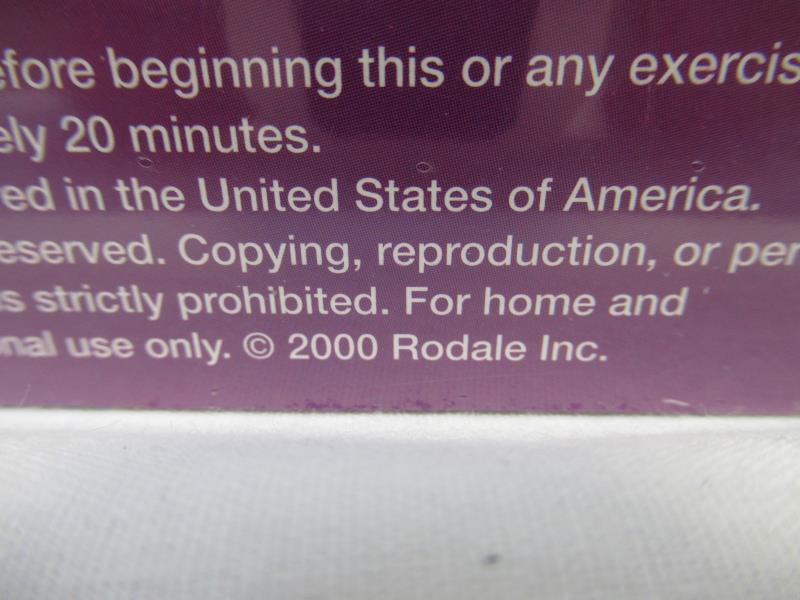 efore beginning this or any exercis
ely 20 minutes.
red in the United States of America.
eserved. Copying, reproduction, or per
s strictly prohibited. For home and
nal use only. © 2000 Rodale Inc.